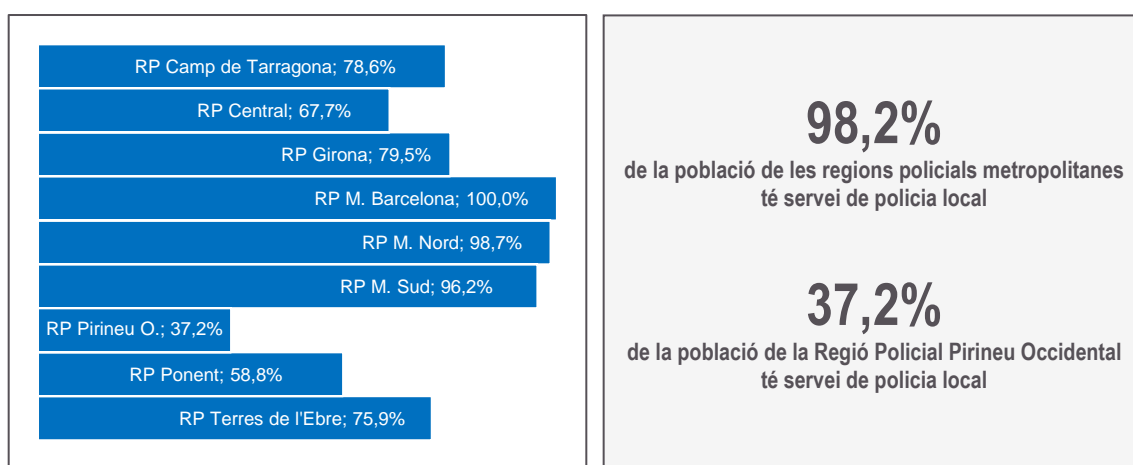 RP Camp de Tarragona; 78,6%
RP Central; 67,7%
RP Girona; 79,5%
RP M. Barcelona; 100,0%
RP M. Nord; 98,7%
RP M. Sud; 96,2%
RP Pirineu O.; 37,2%
RP Ponent; 58,8%
RP Terres de l'Ebre; 75,9%
98,2%
de la població de les regions policials metropolitanes
té servei de policia local
37,2%
de la població de la Regió Policial Pirineu Occidental
té servei de policia local